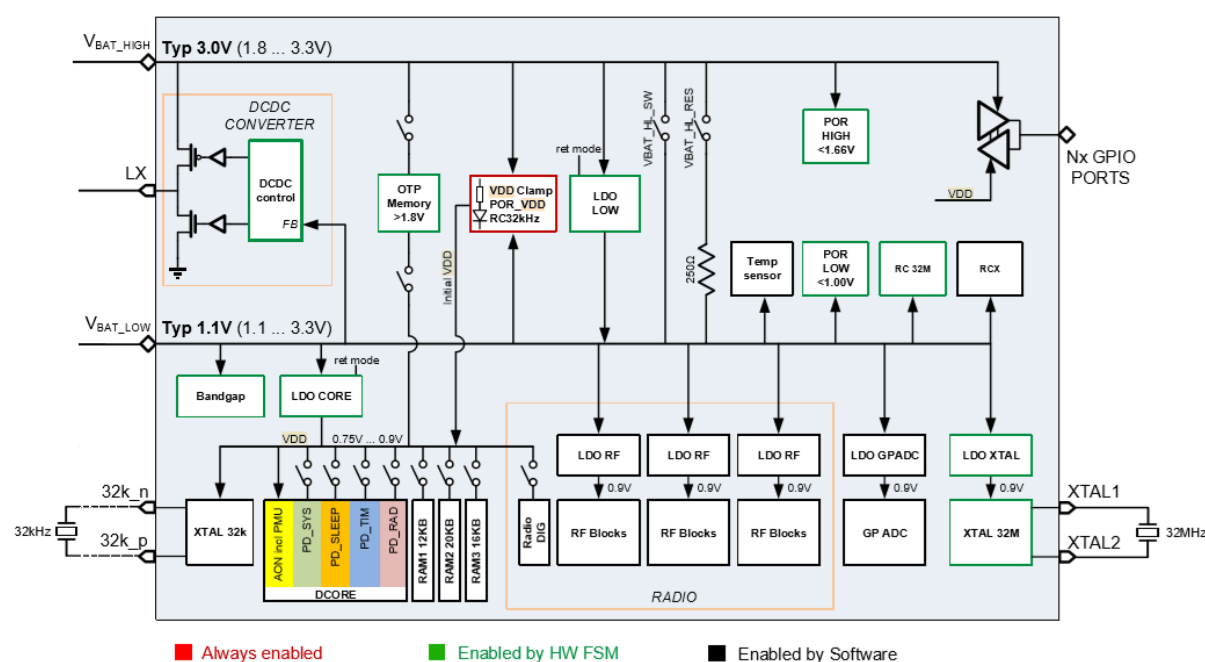 VBAT_HIGH
Typ 3.0V (1.8 ... 3.3V)
DCDC
CONVERTER
LX
DCDC
control
FB
OTP
Memory
>1.8V
VDD Clamp
POR_VDD
RC32kHz
Initial VDD
ret mode
LDO
LOW
VBAT_HL_SW
VBAT_HL_RES
250Ω
POR
HIGH
<1.66V
VDD
Nx GPIO
PORTS
Temp
sensor
POR
LOW
<1.00V
RC 32M
RCX
VBAT_LOW
Typ 1.1V (1.1 ... 3.3V)
Bandgap
ret mode
LDO CORE
VDD
0.75V ... 0.9V
32kHz
32k_n
32k_p
XTAL 32k
AON incl PMU
PD_SYS
PD_SLEEP
PD_TIM
PD_RAD
DCORE
RAM1 12KB
RAM2 20KB
RAM3 16KB
Radio
DIG
LDO RF
0.9V
RF Blocks
LDO RF
0.9V
RF Blocks
LDO RF
0.9V
RF Blocks
RADIO
LDO GPADC
0.9V
GP ADC
LDO XTAL
0.9V
XTAL 32M
XTAL1
XTAL2
32MHz
Always enabled
Enabled by HW FSM
Enabled by Software